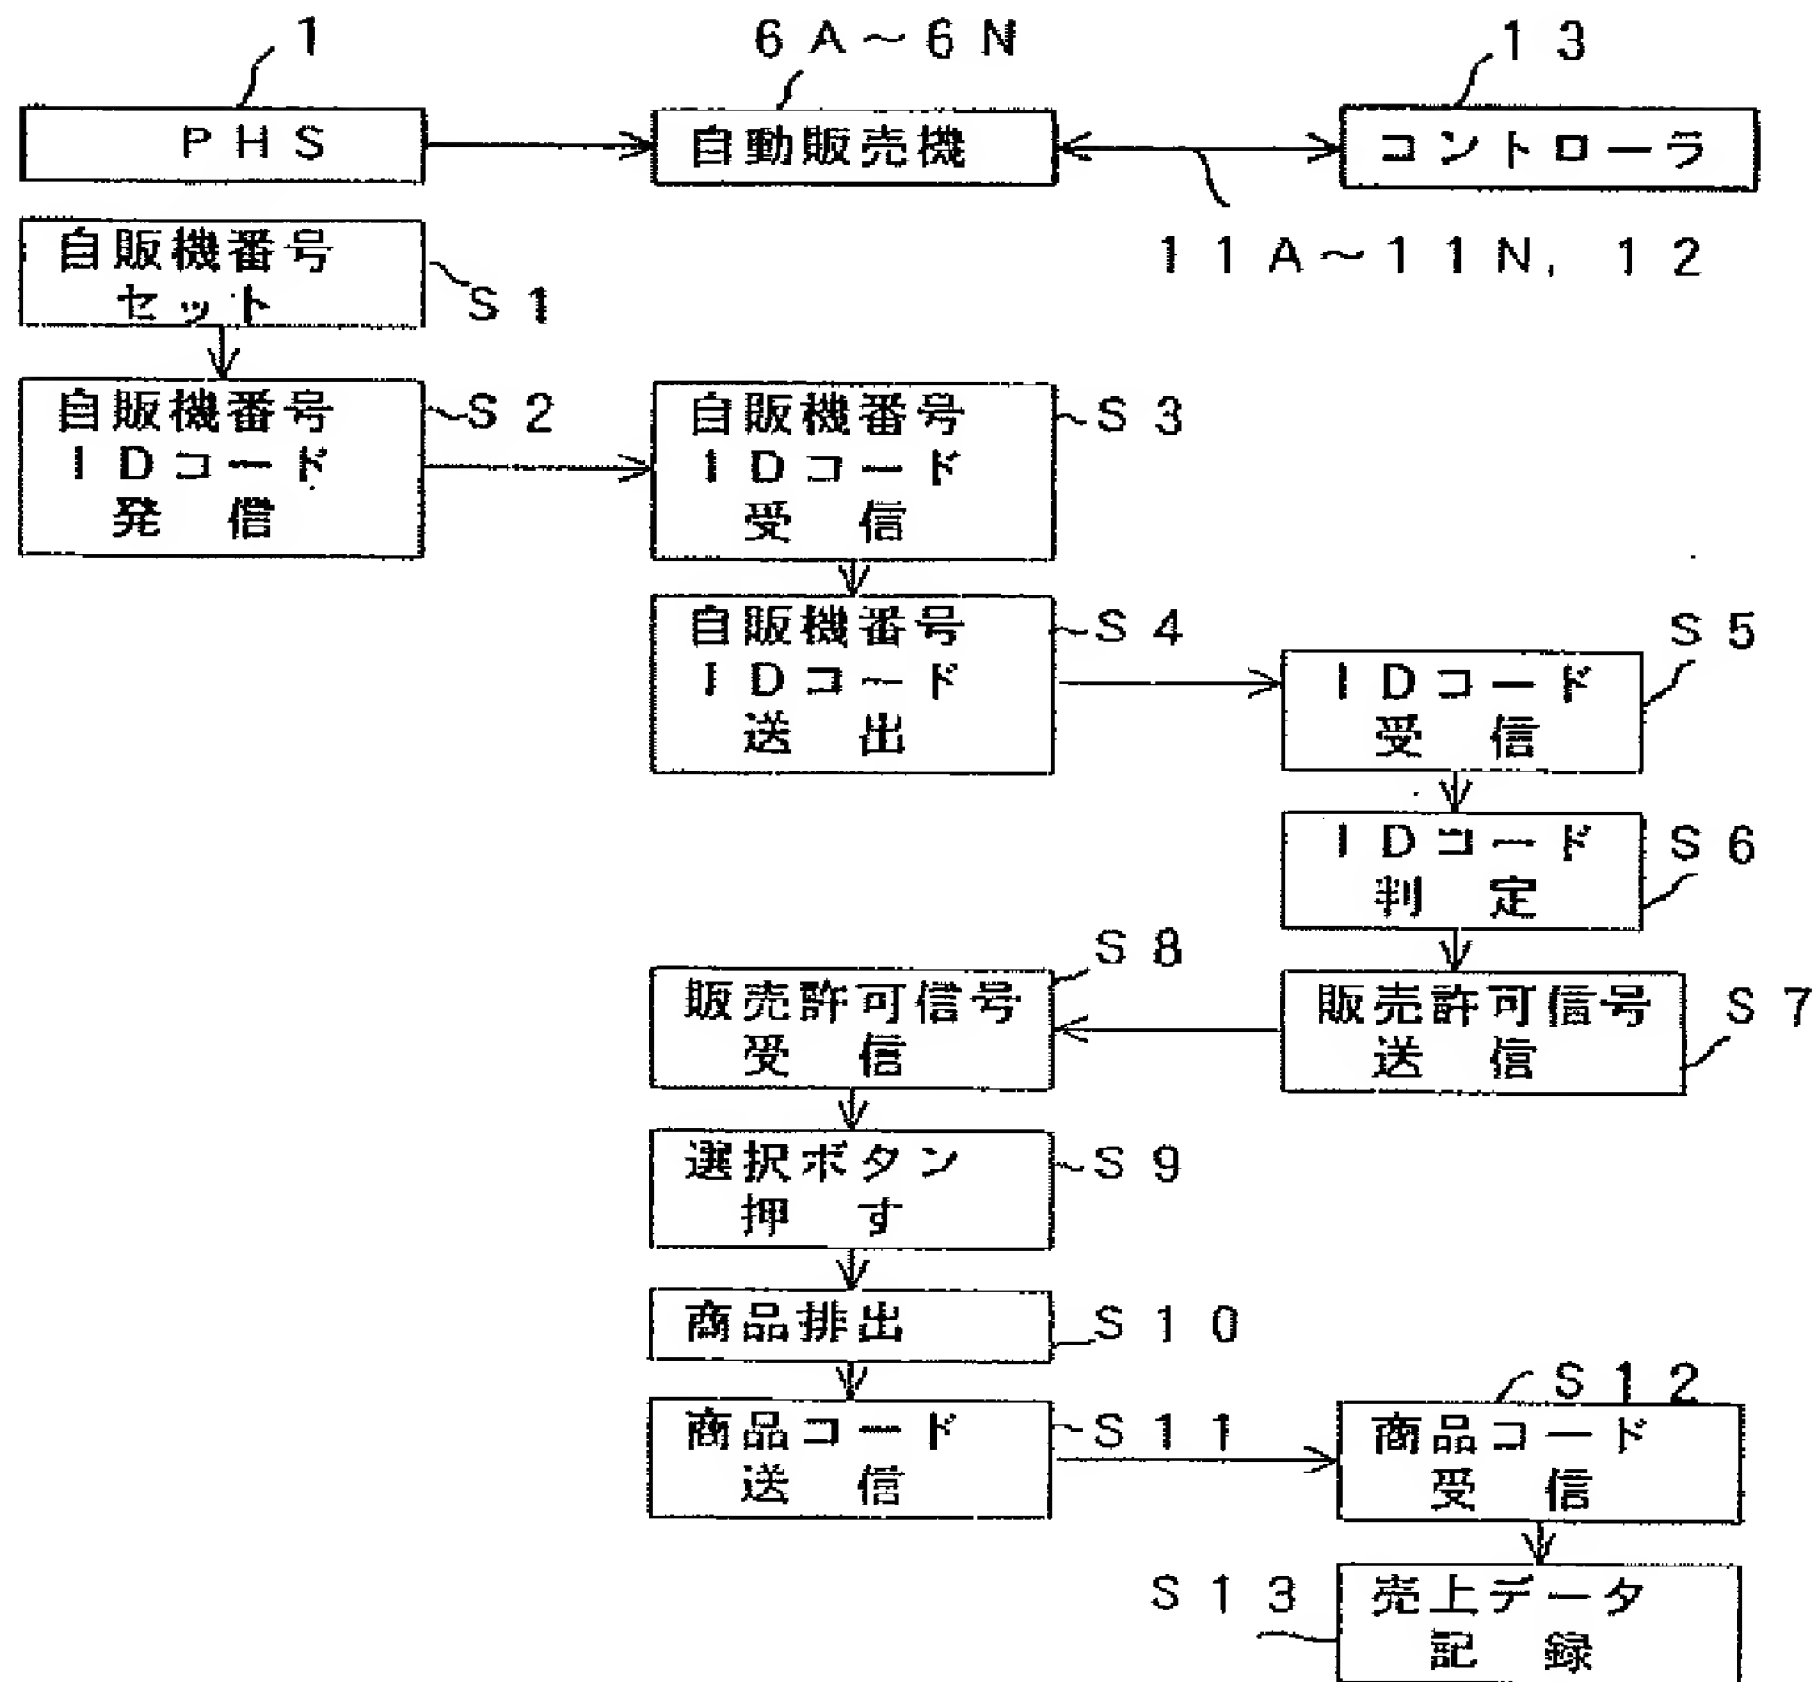 1
6A～6N
13
PHS
自動販売機
コントローラ
11A～11N, 12
自販機番号
セット
S1
自販機番号
IDコード
発信
S2
自販機番号
IDコード
受信
S3
自販機番号
IDコード
送出
S4
IDコード
受信
S5
IDコード
判定
S6
販売許可信号
送信
S7
販売許可信号
受信
S8
選択ボタン
押す
S9
商品排出
S10
商品コード
送信
S11
商品コード
受信
S12
売上データ
記録
S13